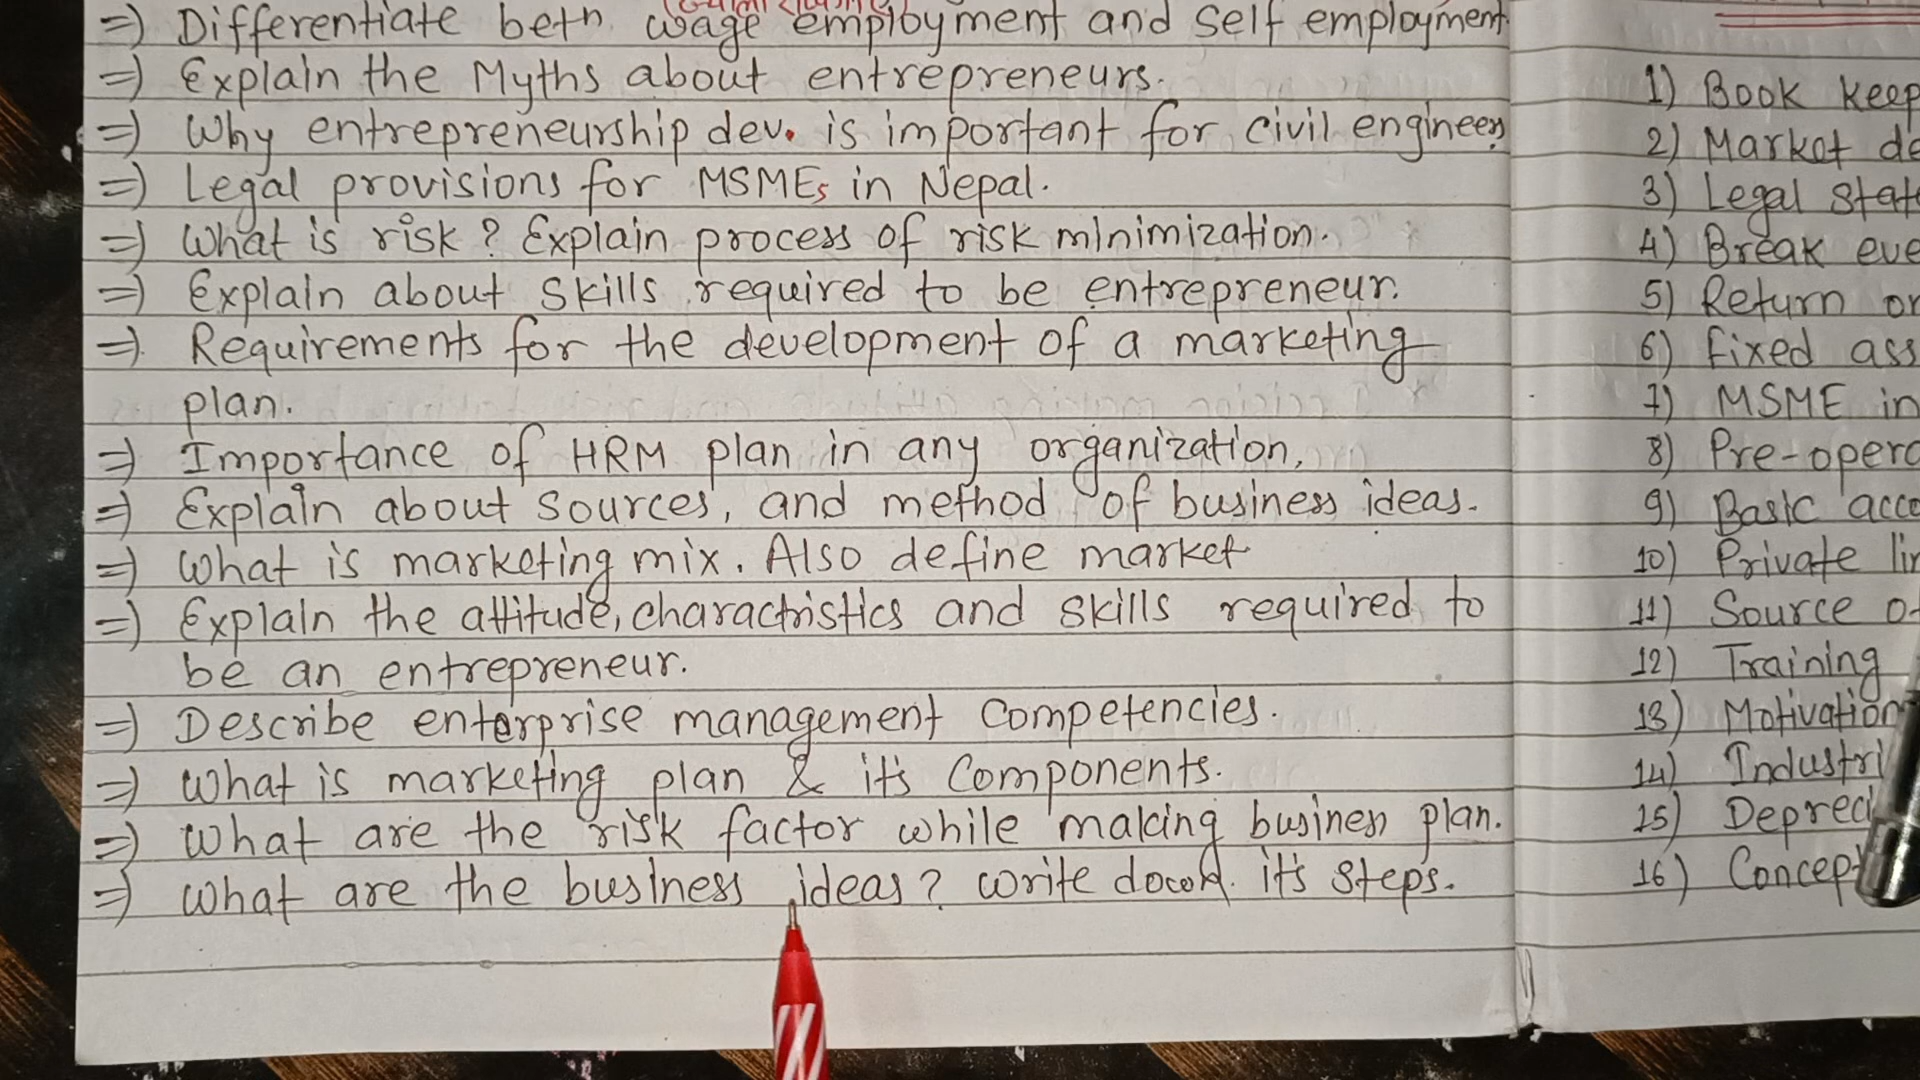 =) Differentiate betn wage employment and Self employment
=) Explain the Myths about entrepreneurs.
=) Why entrepreneurship dev. is important for civil engineers
=) Legal provisions for MSMEs in Nepal.
=) What is risk? Explain process of risk minimization.
=) Explain about skills required to be entrepreneur.
=) Requirements for the development of a marketing
plan.
=) Importance of HRM plan in any organization,
=) Explain about sources, and method of business ideas.
=) What is marketing mix. Also define market
=) Explain the attitude, charactristics and skills required to
be an entrepreneur.
=) Describe enterprise management Competencies.
=) What is marketing plan & it's Components.
=) What are the risk factor while making business plan.
=) What are the business ideas? Write down it's steps.
1) Book keep
2) Market de
3) Legal Stat
4) Break eve
5) Return or
6) fixed ass
7) MSME in
8) Pre-opera
9) Basic acco
10) Private lim
11) Source of
12) Training
13) Motivation
14) Industri
15) Depreci
16) Concept